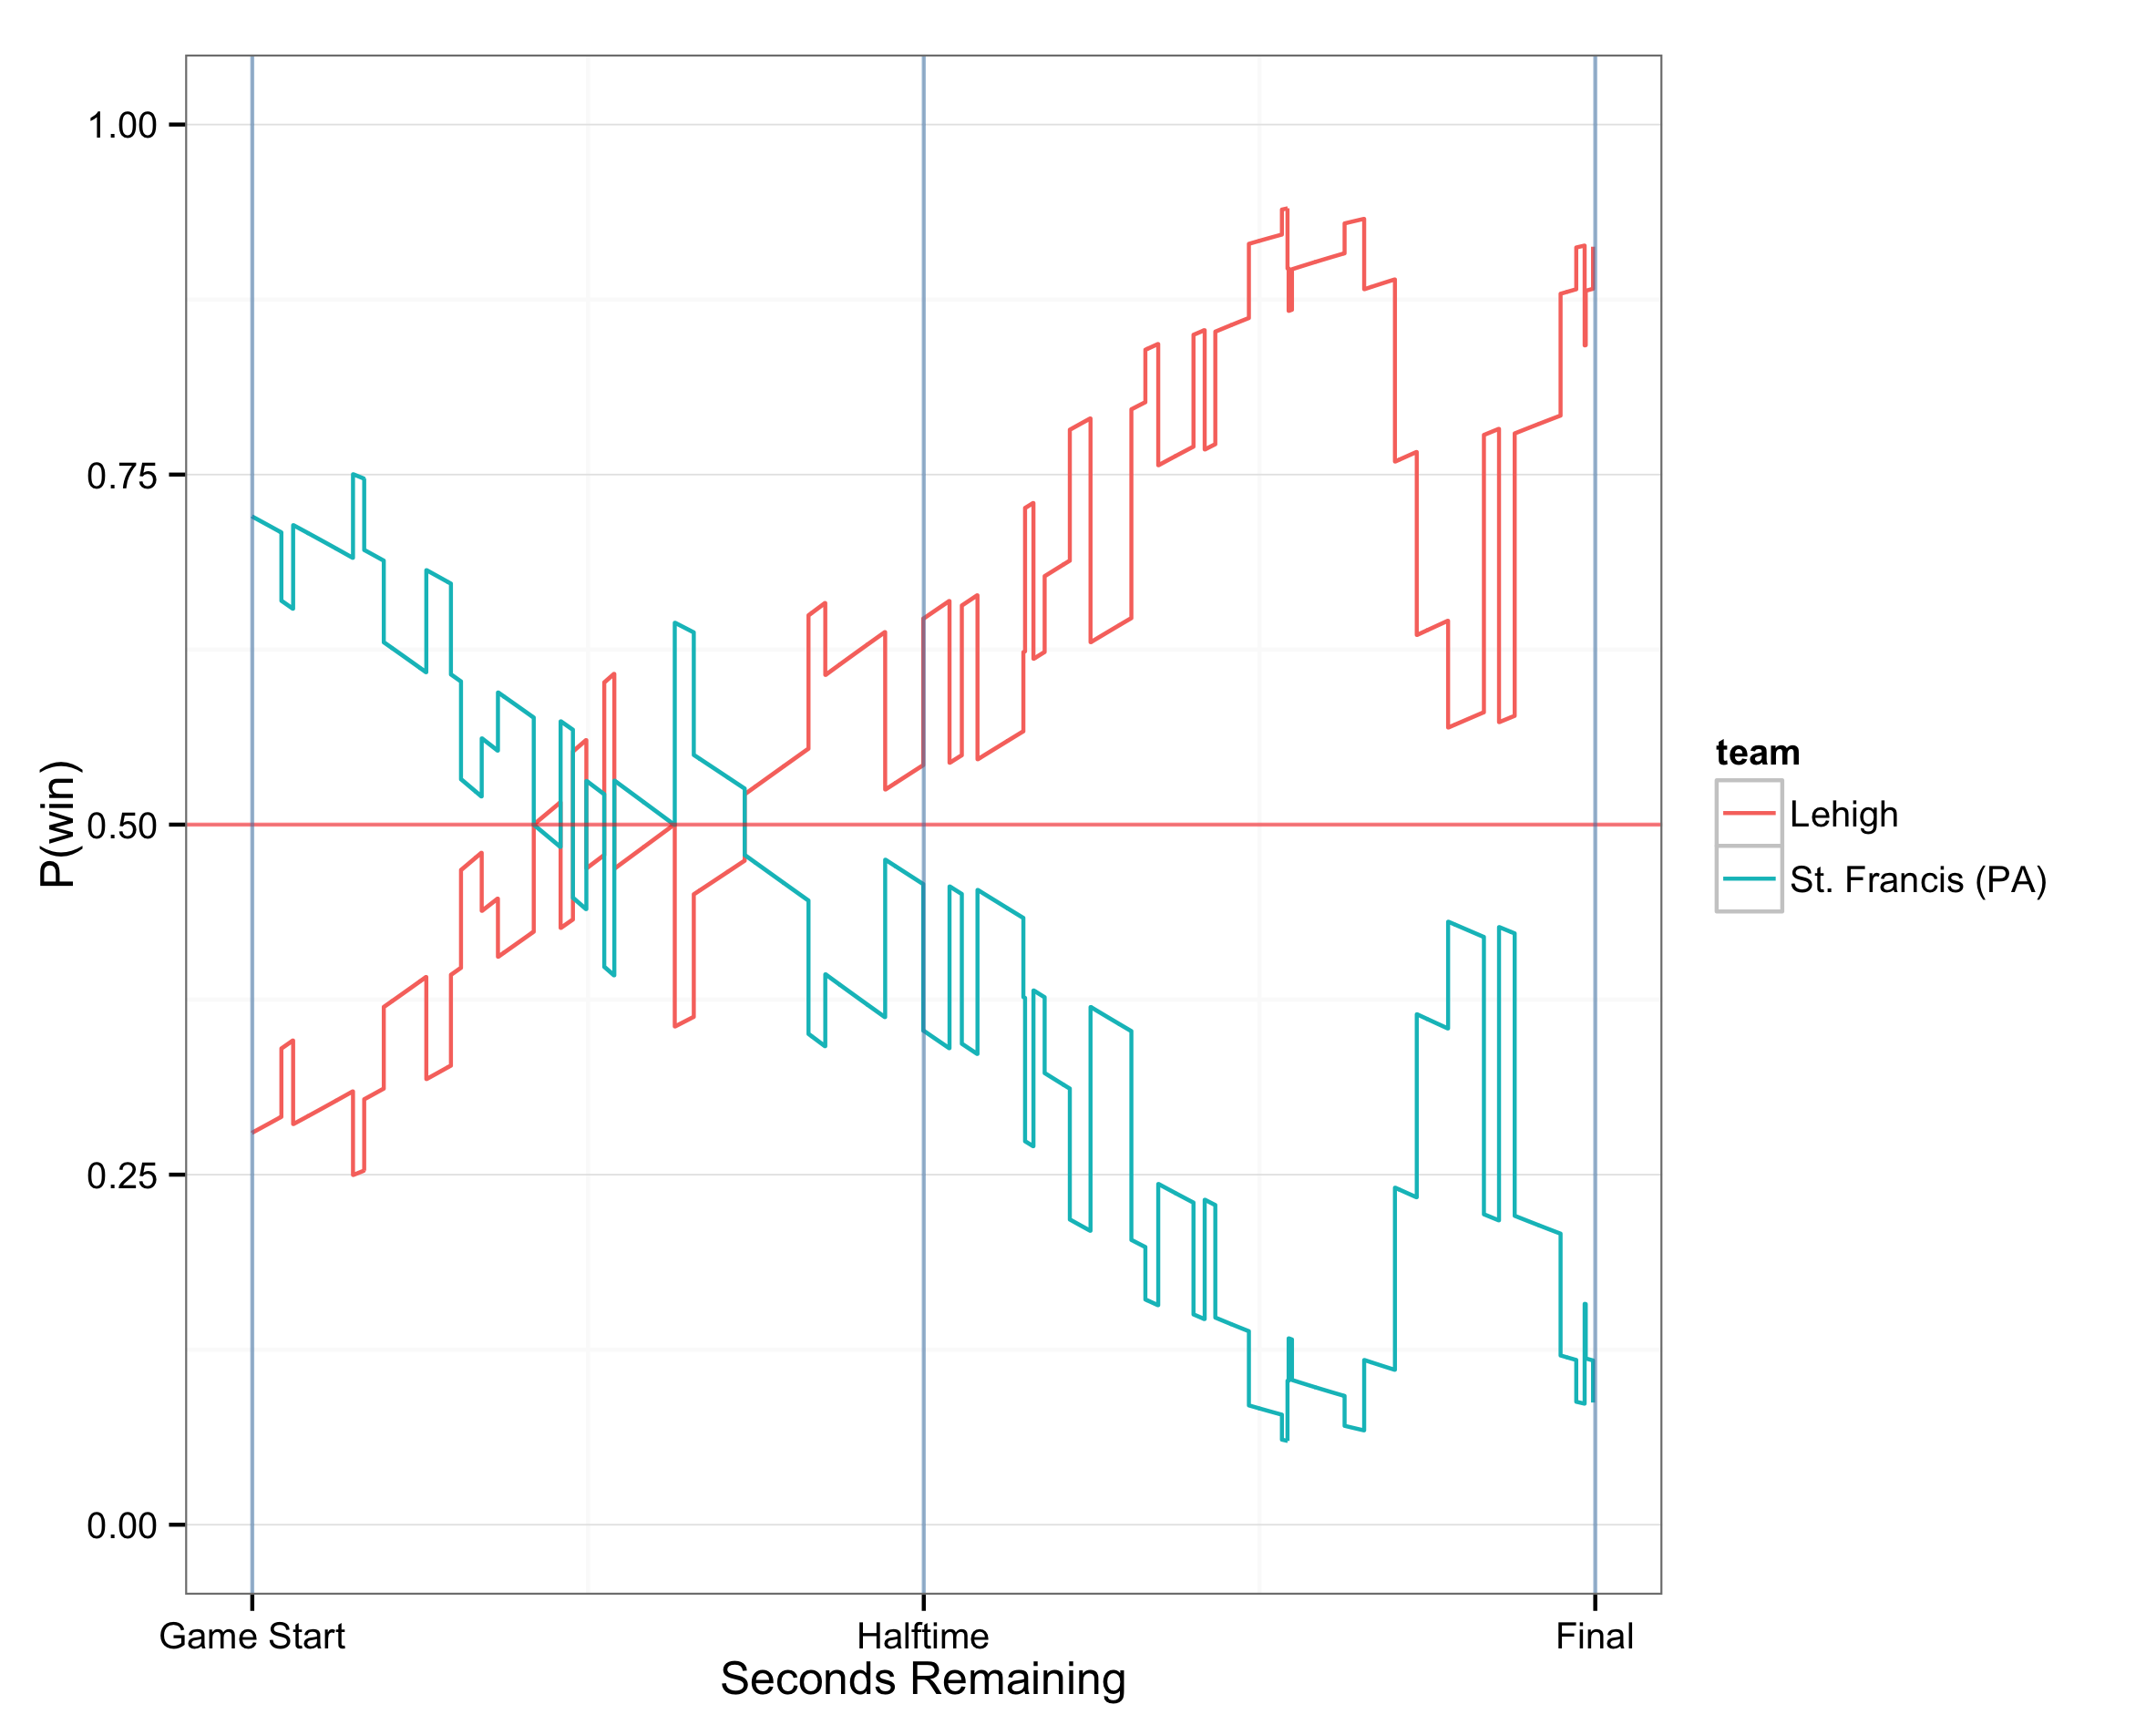 1.00
0.75
0.50
0.25
0.00
P(win)
Game Start
Halftime
Final
Seconds Remaining
team
Lehigh
St. Francis (PA)